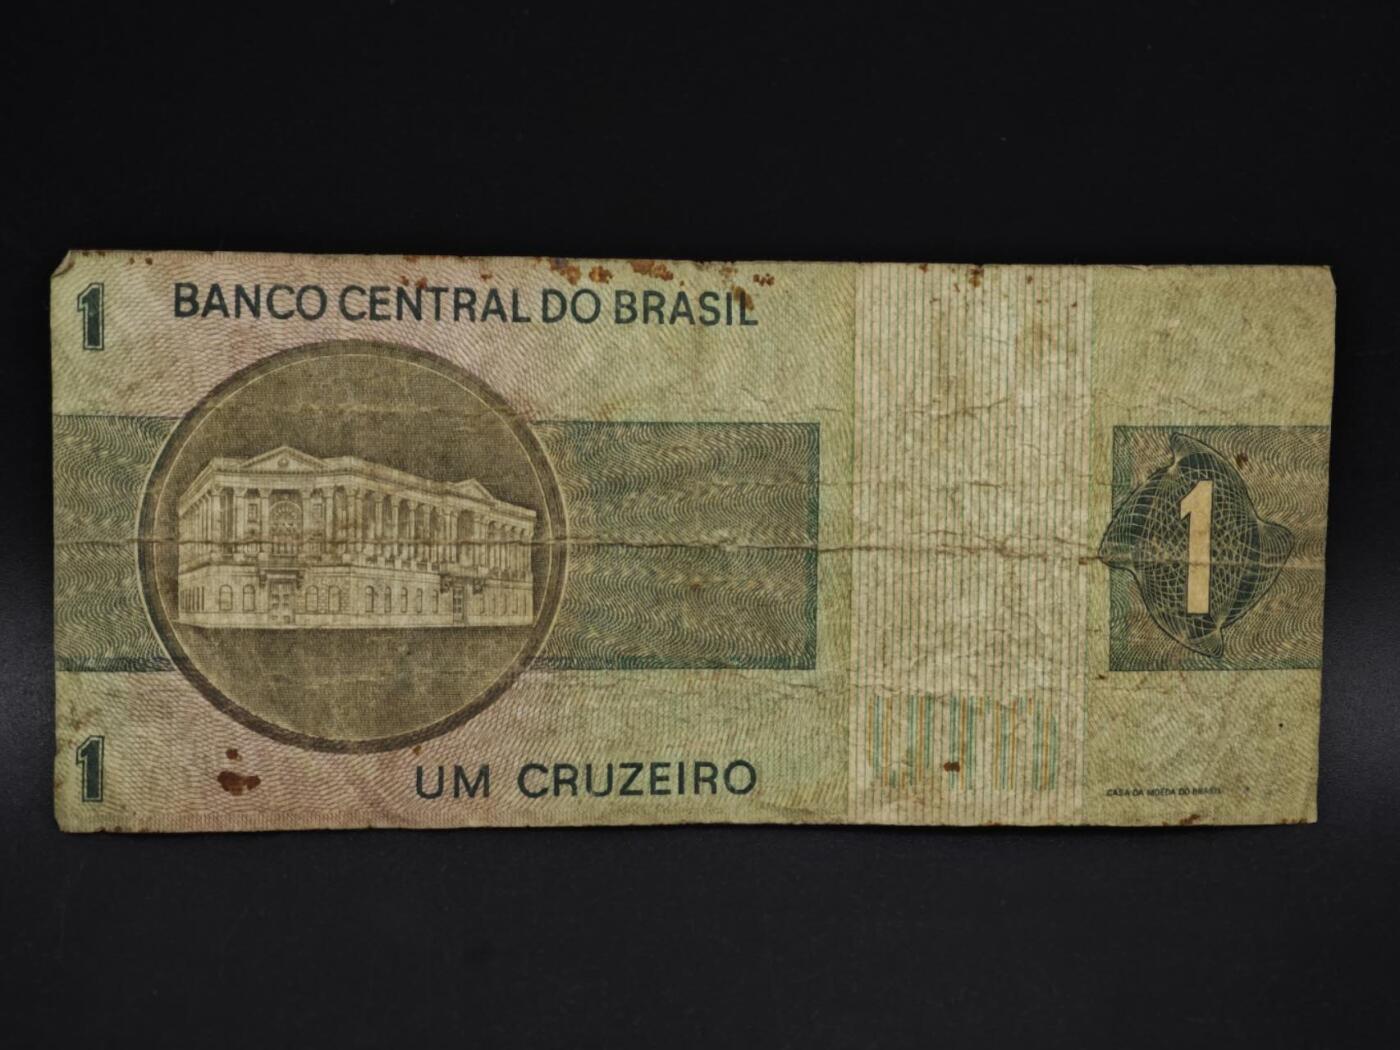 1
BANCO CENTRAL DO BRASIL
1
1
UM CRUZEIRO
CASA DA MOEDA DO BRASIL